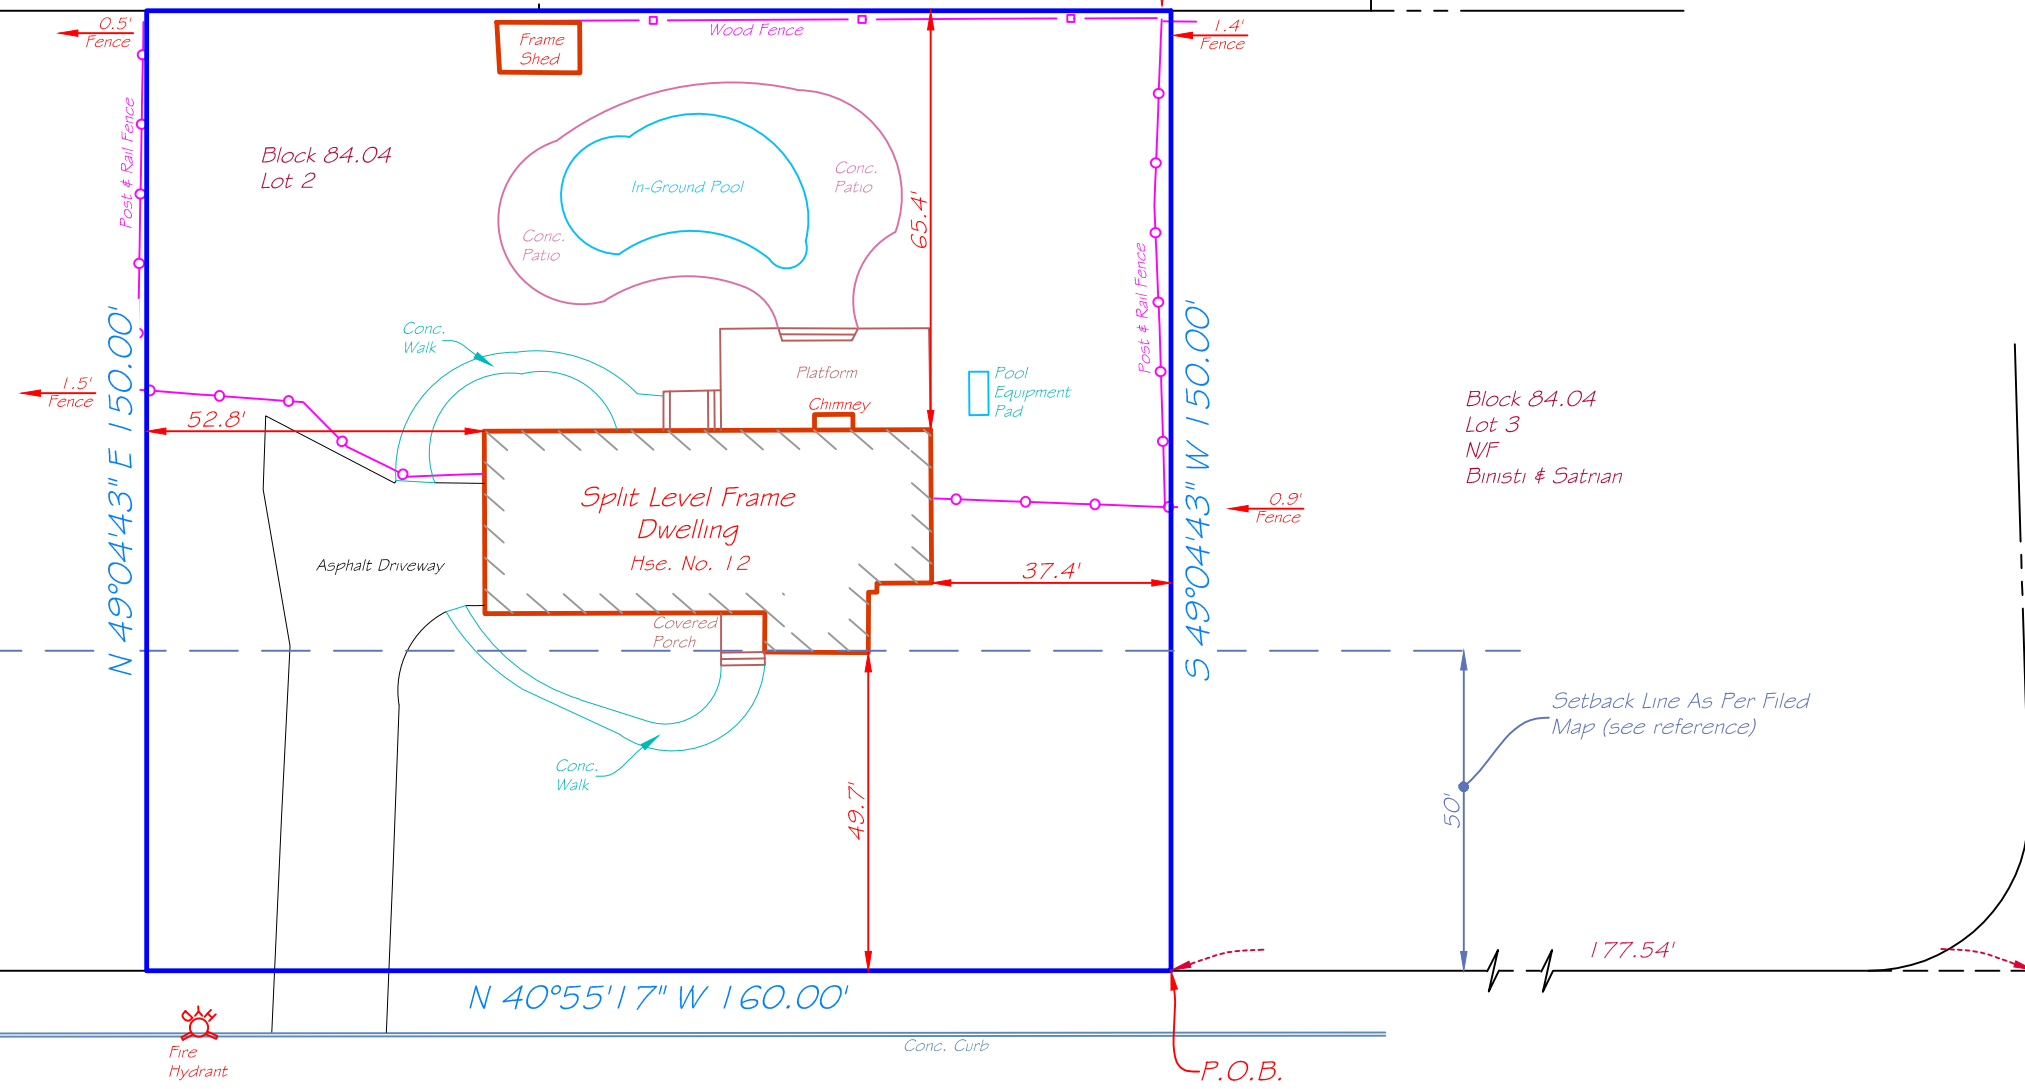 0.5'
Fence
Frame
Shed
Wood Fence
1.4'
Fence
Post & Rail Fence
Block 84.04
Lot 2
In-Ground Pool
Conc.
Patio
Conc.
Patio
65.4'
Post & Rail Fence
N 49°04'43" E 150.00'
S 49°04'43" W 150.00'
Conc.
Walk
Platform
Pool
Equipment
Pad
Chimney
1.5'
Fence
52.8'
Block 84.04
Lot 3
N/F
Binisti & Satrian
Split Level Frame
Dwelling
Hse. No. 12
0.9'
Fence
Asphalt Driveway
37.4'
Covered
Porch
Setback Line As Per Filed
Map (see reference)
Conc.
Walk
49.7'
50'
177.54'
N 40°55'17" W 160.00'
HYD
Fire
Hydrant
Conc. Curb
P.O.B.